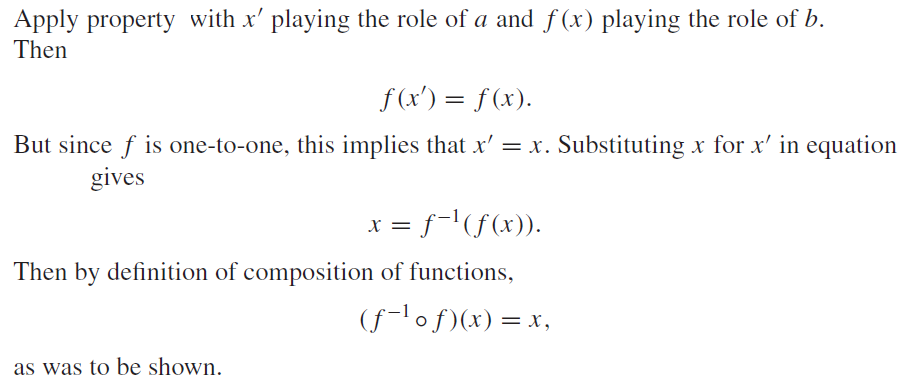 Apply property with x′ playing the role of a and f(x) playing the role of b.
Then
f(x′) = f(x).
But since f is one-to-one, this implies that x′ = x. Substituting x for x′ in equation
gives
x = f⁻¹(f(x)).
Then by definition of composition of functions,
(f⁻¹ ∘ f)(x) = x,
as was to be shown.